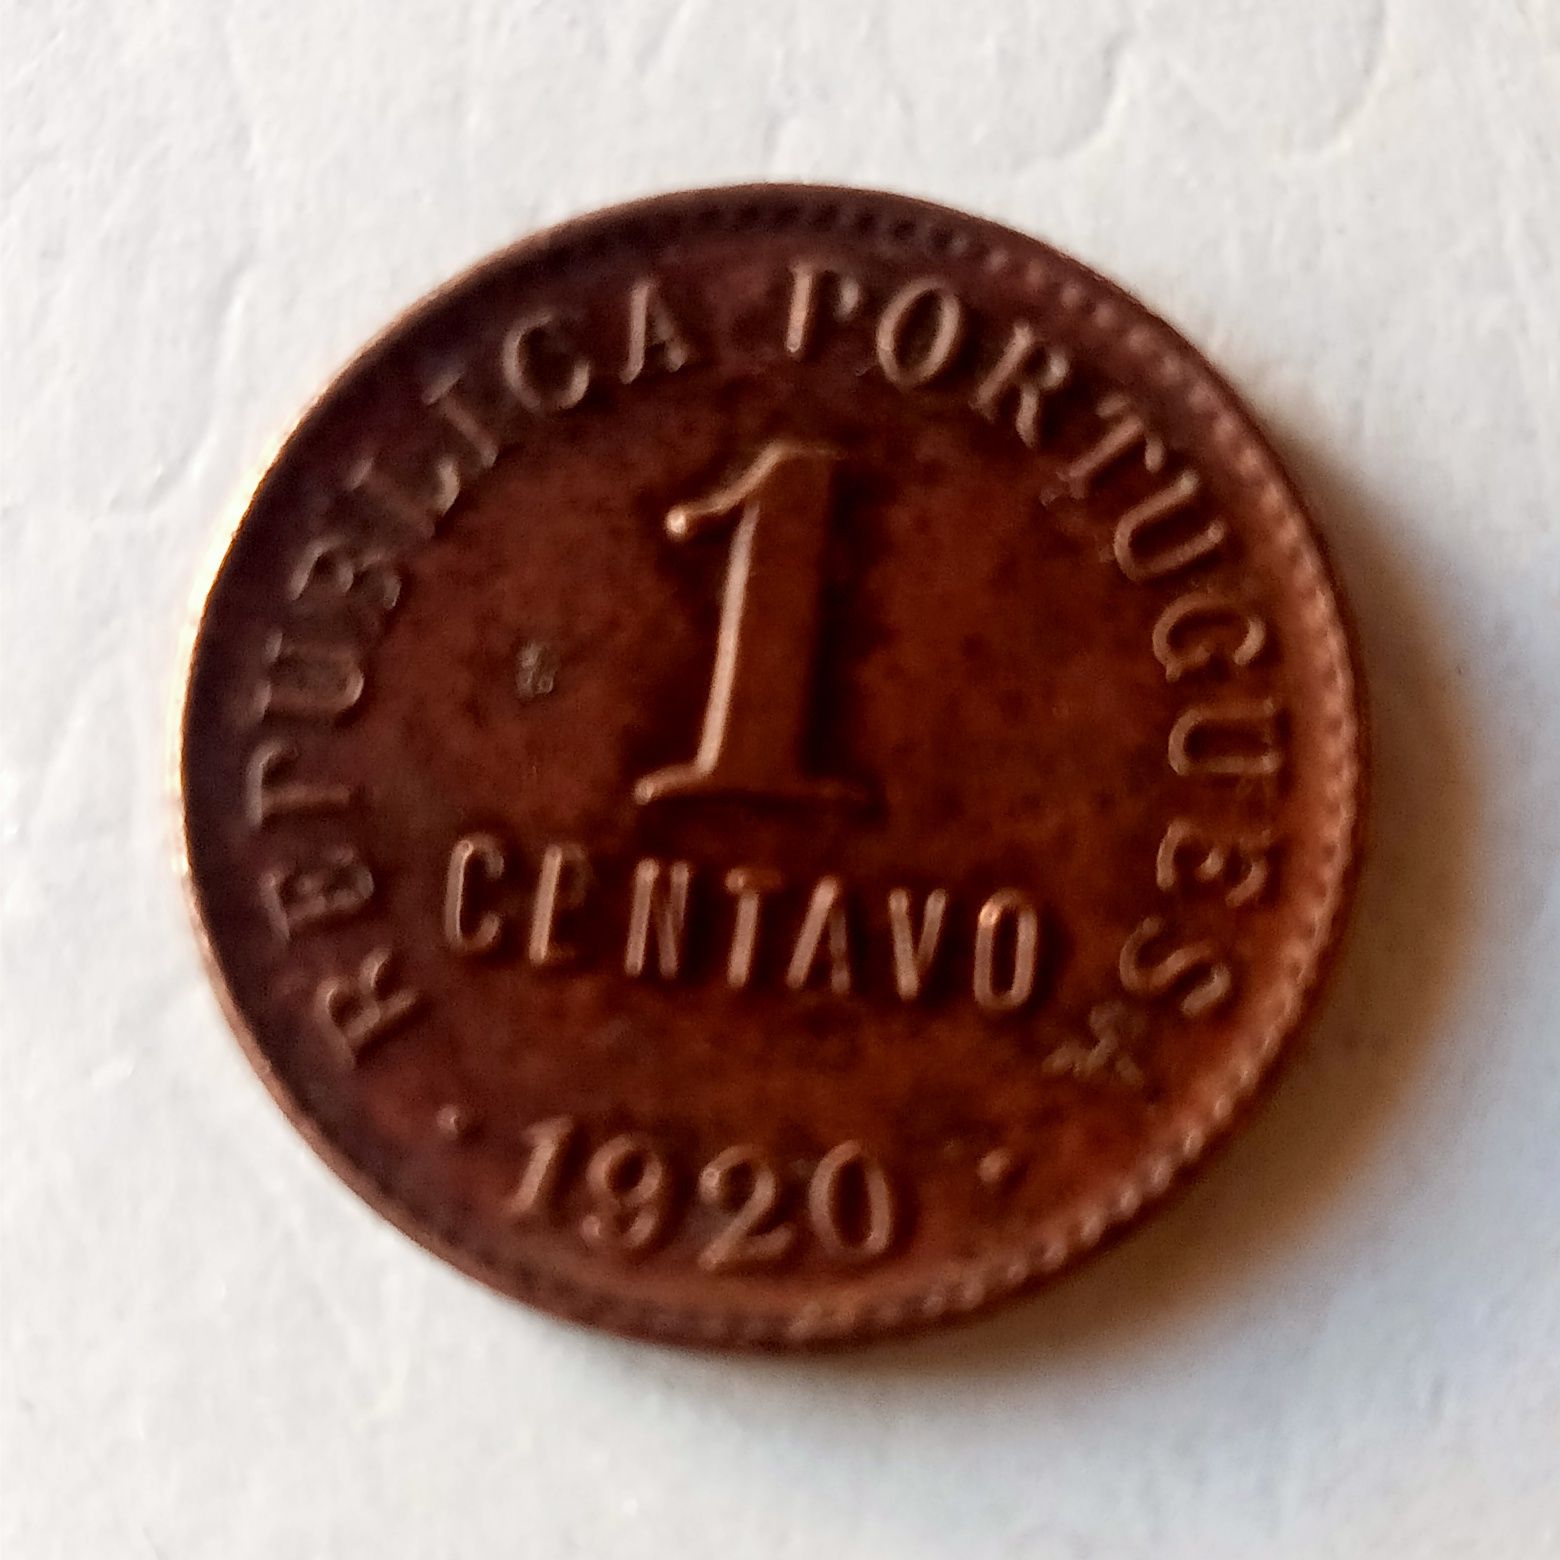 REPUBLICA PORTUGUESA
1
CENTAVO
· 1920 ·